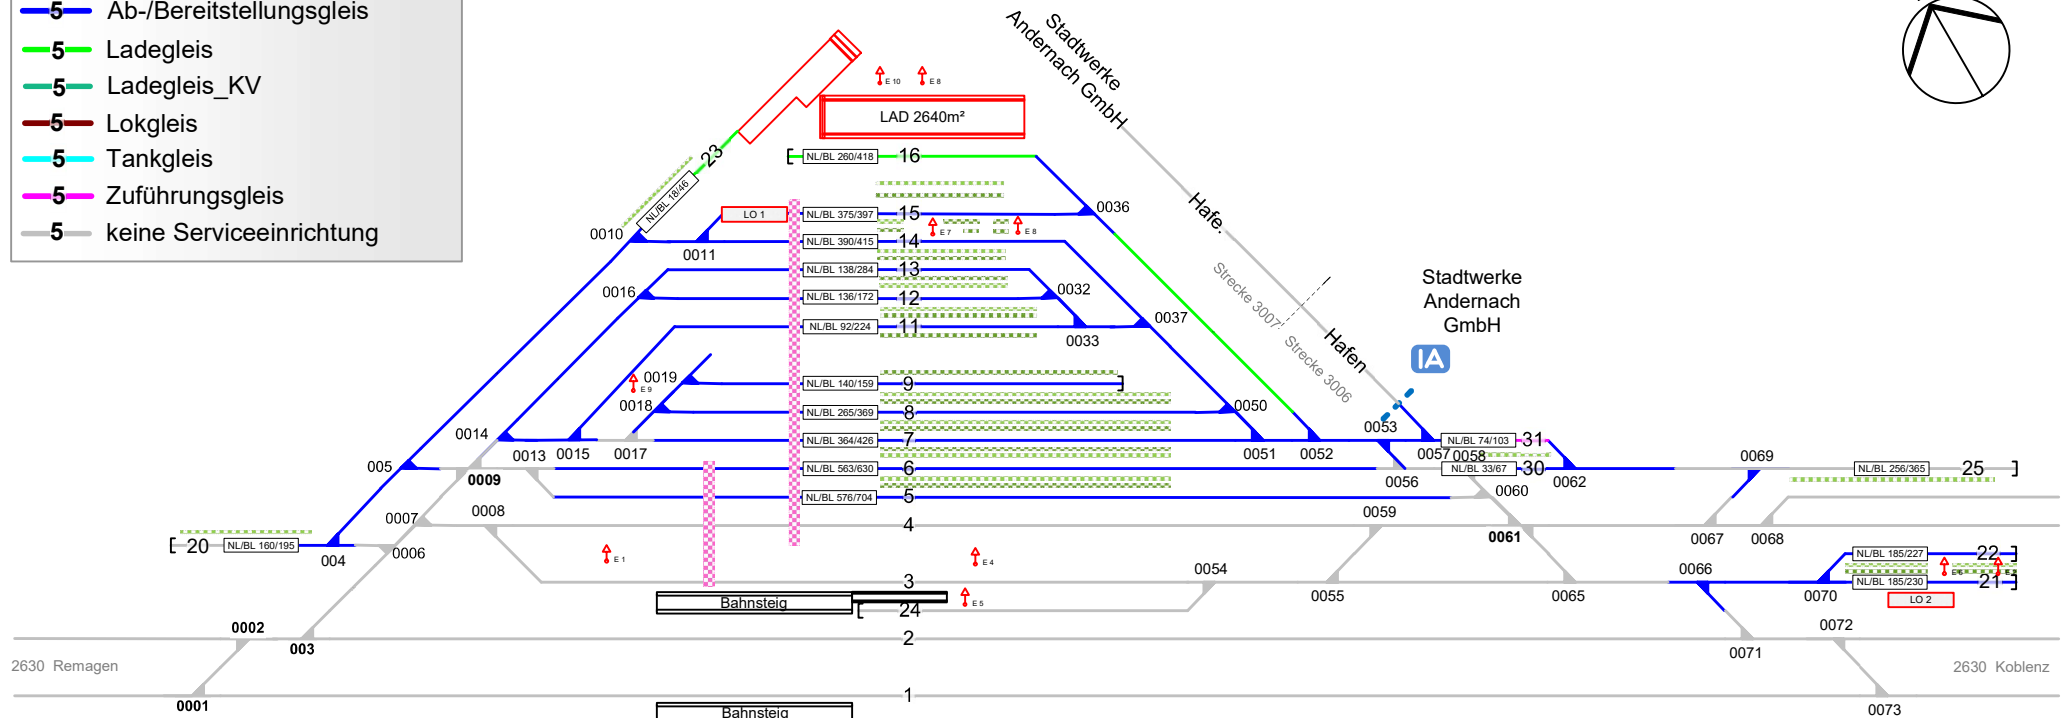 5 Ab-/Bereitstellungsgleis
5 Ladegleis
5 Ladegleis_KV
5 Lokgleis
5 Tankgleis
5 Zuführungsgleis
5 keine Serviceeinrichtung
Stadtwerke
Andernach GmbH
E 10
E 8
LAD 2640m²
23
NL/BL 18/46
NL/BL 260/418 16
Hafe.
0036
LO 1
NL/BL 375/397 15
E 7
E 8
0010
0011
NL/BL 390/415 14
NL/BL 138/284 13
Strecke 3007
Stadtwerke
Andernach
GmbH
0016
NL/BL 136/172 12
0032
0037
NL/BL 92/224 11
0033
Hafen
Strecke 3006
IA
0019
E 9
NL/BL 140/159 9
0018
NL/BL 265/369 8
0050
0053
0014
0013
0015
0017
NL/BL 364/426 7
0051
0052
0057
0058
NL/BL 74/103 31
005
0009
NL/BL 563/630 6
0056
NL/BL 33/67 30
0062
0069
NL/BL 256/365 25
0060
NL/BL 576/704 5
0007
0008
4
0059
0061
0067
0068
20
NL/BL 160/195
004
0006
E 1
E 4
NL/BL 185/227 22
0054
0066
E 6
3
0055
0065
0070
NL/BL 185/230 21
Bahnsteig
E 5
LO 2
24
0002
003
2
0072
0071
2630 Remagen
2630 Koblenz
1
0001
0073
Bahnsteig